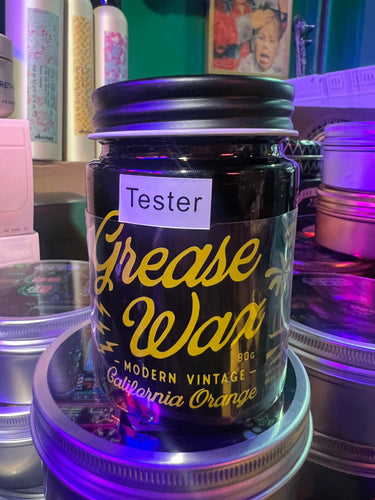 Tester
Grease
Wax
80G
MODERN VINTAGE
California Orange